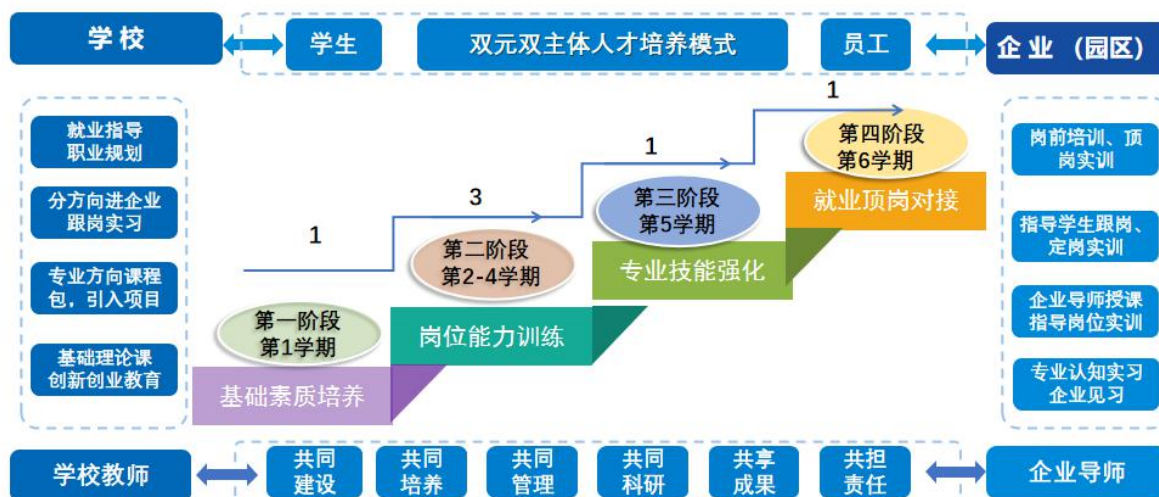 学校
学生
双元双主体人才培养模式
员工
企业 （园区）
就业指导
职业规划
分方向进企业
跟岗实习
专业方向课程
包，引入项目
基础理论课
创新创业教育
1
3
1
1
第一阶段
第1学期
基础素质培养
第二阶段
第2-4学期
岗位能力训练
第三阶段
第5学期
专业技能强化
第四阶段
第6学期
就业顶岗对接
岗前培训、顶
岗实训
指导学生跟岗、
定岗实训
企业导师授课
指导岗位实训
专业认知实习
企业见习
学校教师
共同
建设
共同
培养
共同
管理
共同
科研
共享
成果
共担
责任
企业导师